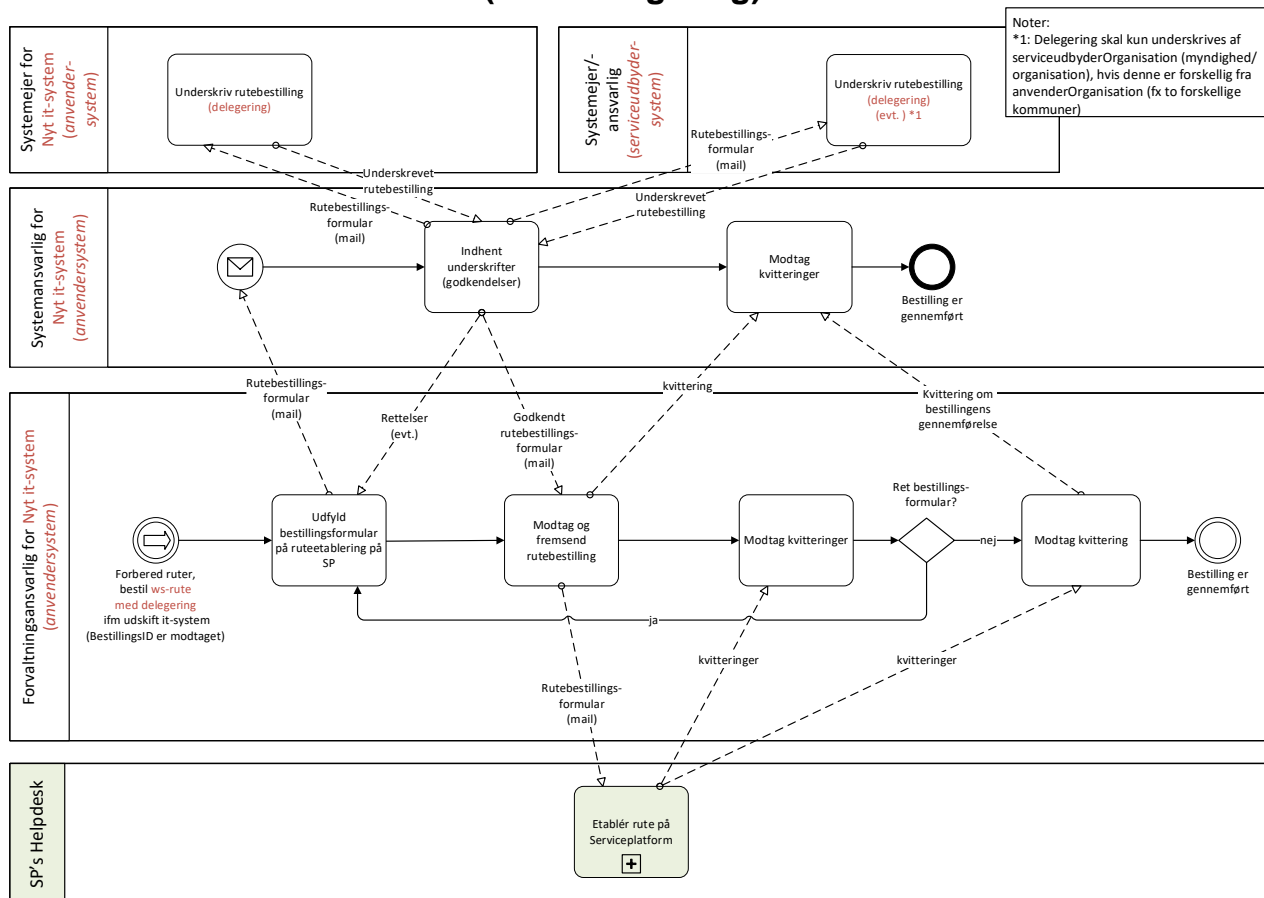 Noter:
*1: Delegering skal kun underskrives af
serviceudbyderOrganisation (myndighed/
organisation), hvis denne er forskellig fra
anvenderOrganisation (fx to forskellige
kommuner)
Systemejer for
Nyt it-system
(anvender-
system)
Underskriv rutebestilling
(delegering)
Systemejer/-
ansvarlig
(serviceudbyder-
system)
Underskriv rutebestilling
(delegering)
(evt. ) *1
Rutebestillings-
formular
(mail)
Underskrevet
rutebestilling
Rutebestillings-
formular
(mail)
Underskrevet
rutebestilling
Systemansvarlig for
Nyt it-system
(anvendersystem)
Indhent
underskrifter
(godkendelser)
Modtag
kvitteringer
Bestilling er
gennemført
Rutebestillings-
formular
(mail)
Rettelser
(evt.)
Godkendt
rutebestillings-
formular
(mail)
kvittering
Kvittering om
bestillingens
gennemførelse
Forvaltningsansvarlig for Nyt it-system
(anvendersystem)
Forbered ruter,
bestil ws-rute
med delegering
ifm udskift it-system
(BestillingsID er modtaget)
Udfyld
bestillingsformular
på ruteetablering på
SP
Modtag og
fremsend
rutebestilling
Modtag kvitteringer
Ret bestillings-
formular?
nej
Modtag kvittering
Bestilling er
gennemført
ja
Rutebestillings-
formular
(mail)
kvitteringer
kvitteringer
SP's Helpdesk
Etablér rute på
Serviceplatform